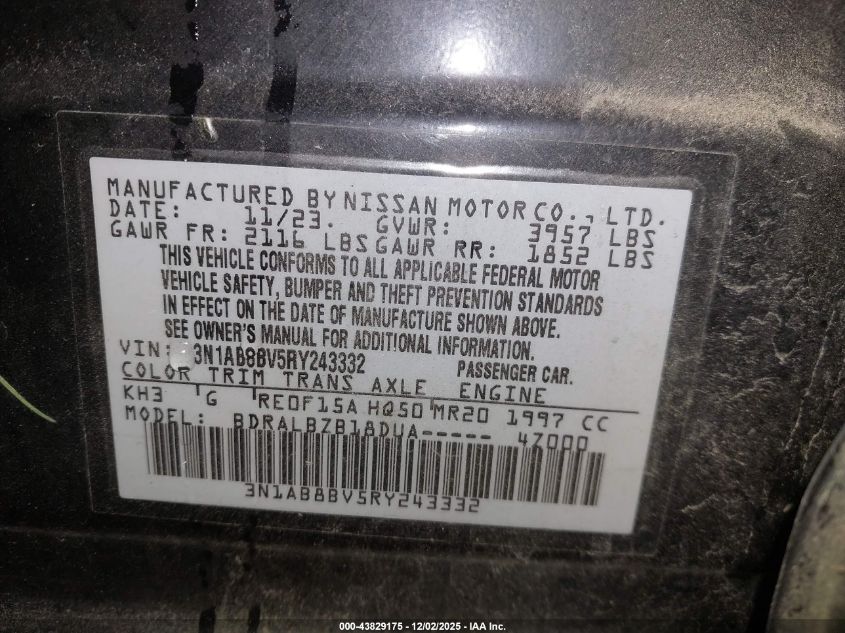 MANUFACTURED BY NISSAN MOTOR CO., LTD.
DATE: 11/23. GVWR: 3957 LBS
GAWR FR: 2116 LBS GAWR RR: 1852 LBS
THIS VEHICLE CONFORMS TO ALL APPLICABLE FEDERAL MOTOR
VEHICLE SAFETY, BUMPER AND THEFT PREVENTION STANDARDS
IN EFFECT ON THE DATE OF MANUFACTURE SHOWN ABOVE.
SEE OWNER'S MANUAL FOR ADDITIONAL INFORMATION.
VIN: 3N1AB8BV5RY243332 PASSENGER CAR.
COLOR TRIM TRANS AXLE ENGINE
KH3 G RE0F15A HQ50 MR20 1997 CC
MODEL: BDRALBZB18DUA----- 4Z000
3N1AB8BV5RY243332
000-43829175 - 12/02/2025 - IAA Inc.